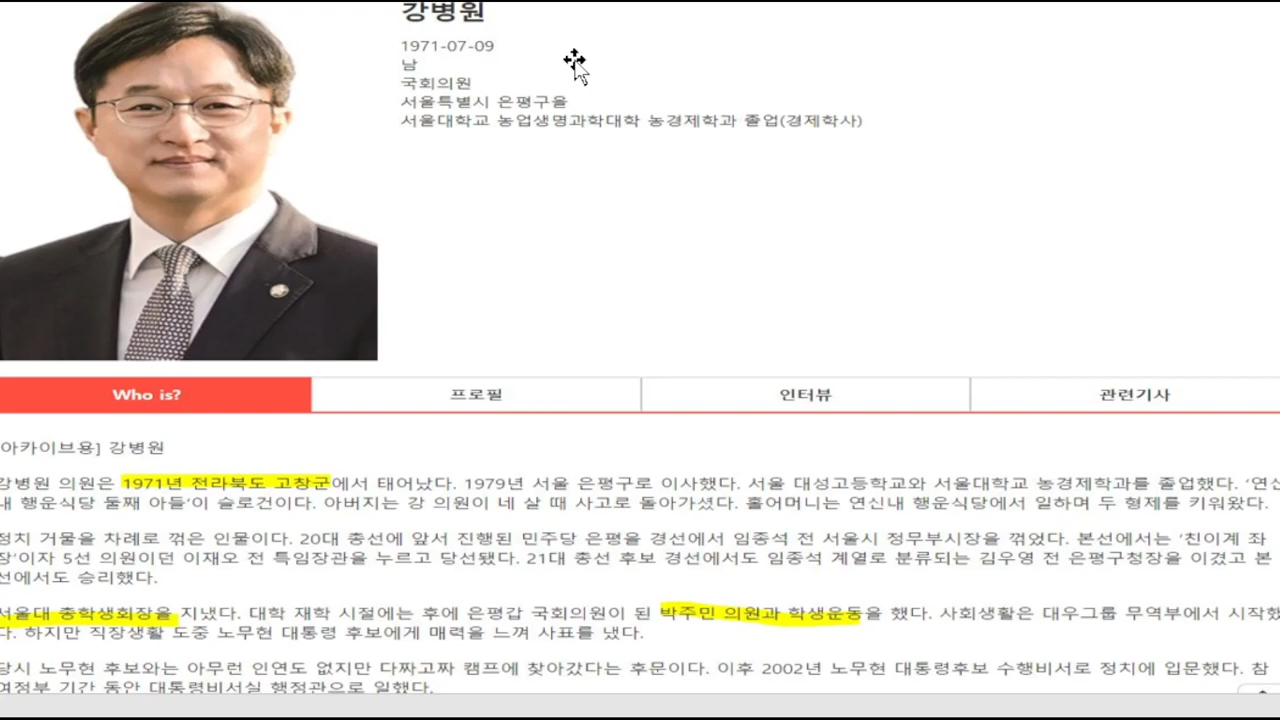 강병원
1971-07-09
남
국회의원
서울특별시 은평구을
서울대학교 농업생명과학대학 농경제학과 졸업(경제학사)
Who is?
프로필
인터뷰
관련기사
아카이브용] 강병원
강병원 의원은 1971년 전라북도 고창군에서 태어났다. 1979년 서울 은평구로 이사했다. 서울 대성고등학교와 서울대학교 농경제학과를 졸업했다. ‘연신
내 행운식당 둘째 아들’이 슬로건이다. 아버지는 강 의원이 네 살 때 사고로 돌아가셨다. 홀어머니는 연신내 행운식당에서 일하며 두 형제를 키워왔다.
정치 거물을 차례로 꺾은 인물이다. 20대 총선에 앞서 진행된 민주당 은평을 경선에서 임종석 전 서울시 정무부시장을 꺾었다. 본선에서는 ‘친이계 좌
장’이자 5선 의원이던 이재오 전 특임장관을 누르고 당선됐다. 21대 총선 후보 경선에서도 임종석 계열로 분류되는 김우영 전 은평구청장을 이겼고 본
선에서도 승리했다.
서울대 총학생회장을 지냈다. 대학 재학 시절에는 후에 은평갑 국회의원이 된 박주민 의원과 학생운동을 했다. 사회생활은 대우그룹 무역부에서 시작했
다. 하지만 직장생활 도중 노무현 대통령 후보에게 매력을 느껴 사표를 냈다.
당시 노무현 후보와는 아무런 인연도 없지만 다짜고짜 캠프에 찾아갔다는 후문이다. 이후 2002년 노무현 대통령후보 수행비서로 정치에 입문했다. 참
여정부 기간 동안 대통령비서실 행정관으로 일했다.